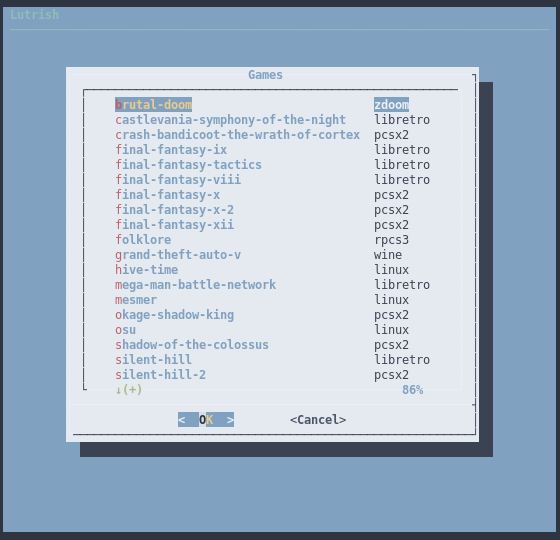 Lutrish
Games
brutal-doom zdoom
castlevania-symphony-of-the-night libretro
crash-bandicoot-the-wrath-of-cortex pcsx2
final-fantasy-ix libretro
final-fantasy-tactics libretro
final-fantasy-viii libretro
final-fantasy-x pcsx2
final-fantasy-x-2 pcsx2
final-fantasy-xii pcsx2
folklore rpcs3
grand-theft-auto-v wine
hive-time linux
mega-man-battle-network libretro
mesmer linux
okage-shadow-king pcsx2
osu linux
shadow-of-the-colossus pcsx2
silent-hill libretro
silent-hill-2 pcsx2
↓(+) 86%
< OK > <Cancel>